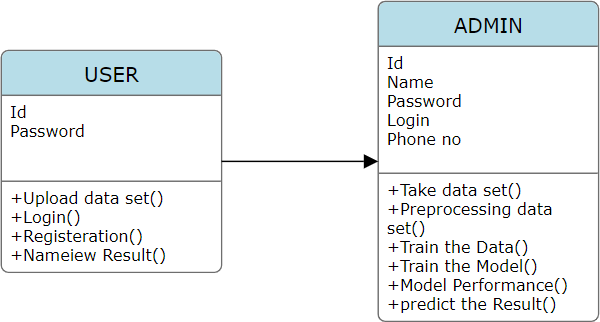 USER
Id
Password
+Upload data set()
+Login()
+Registeration()
+Nameiew Result()
ADMIN
Id
Name
Password
Login
Phone no
+Take data set()
+Preprocessing data
set()
+Train the Data()
+Train the Model()
+Model Performance()
+predict the Result()